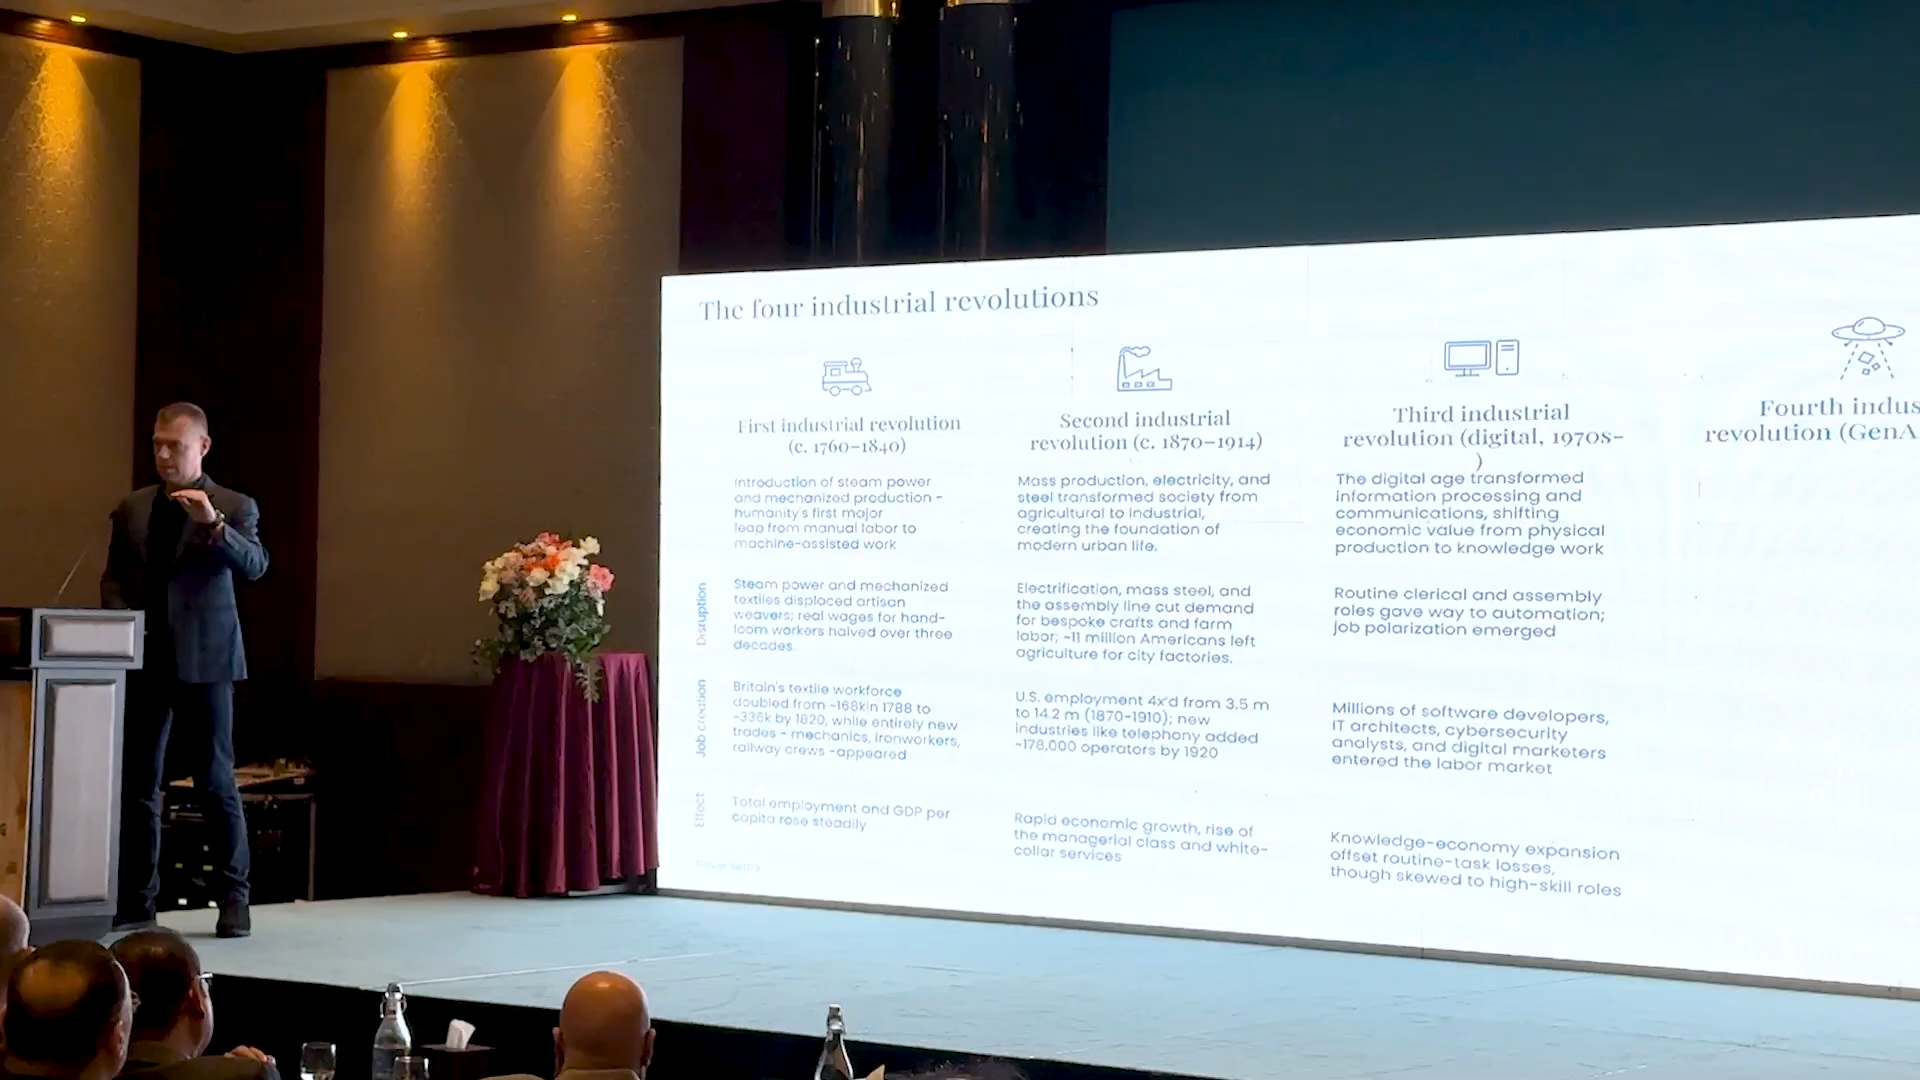 The four industrial revolutions
First industrial revolution
(c. 1760–1840)
Introduction of steam power
and mechanized production -
humanity's first major
leap from manual labor to
machine-assisted work
Second industrial
revolution (c. 1870–1914)
Mass production, electricity, and
steel transformed society from
agricultural to industrial,
creating the foundation of
modern urban life.
Third industrial
revolution (digital, 1970s–
)
The digital age transformed
information processing and
communications, shifting
economic value from physical
production to knowledge work
Fourth indus
revolution (GenA
Disruption
Steam power and mechanized
textiles displaced artisan
weavers; real wages for hand-
loom workers halved over three
decades.
Electrification, mass steel, and
the assembly line cut demand
for bespoke crafts and farm
labor; ~11 million Americans left
agriculture for city factories.
Routine clerical and assembly
roles gave way to automation;
job polarization emerged
Job creation
Britain's textile workforce
doubled from ~168kin 1788 to
~336k by 1820, while entirely new
trades - mechanics, ironworkers,
railway crews -appeared
U.S. employment 4x'd from 3.5 m
to 14.2 m (1870-1910); new
industries like telephony added
~178,000 operators by 1920
Millions of software developers,
IT architects, cybersecurity
analysts, and digital marketers
entered the labor market
Effect
Total employment and GDP per
capita rose steadily
Rapid economic growth, rise of
the managerial class and white-
collar services
Knowledge-economy expansion
offset routine-task losses,
though skewed to high-skill roles